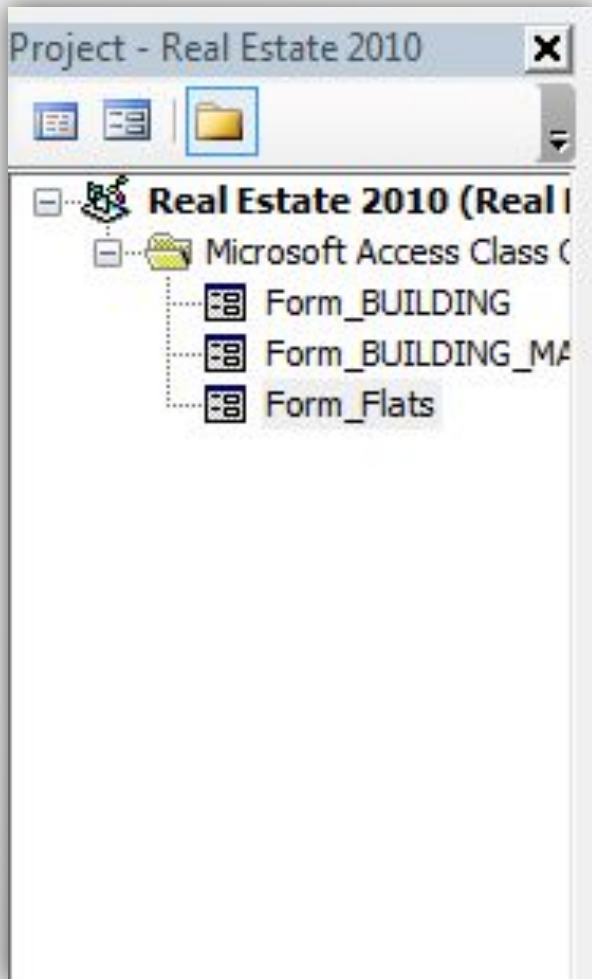 Project - Real Estate 2010
Real Estate 2010 (Real
Microsoft Access Class
Form_BUILDING
Form_BUILDING_MA
Form_Flats